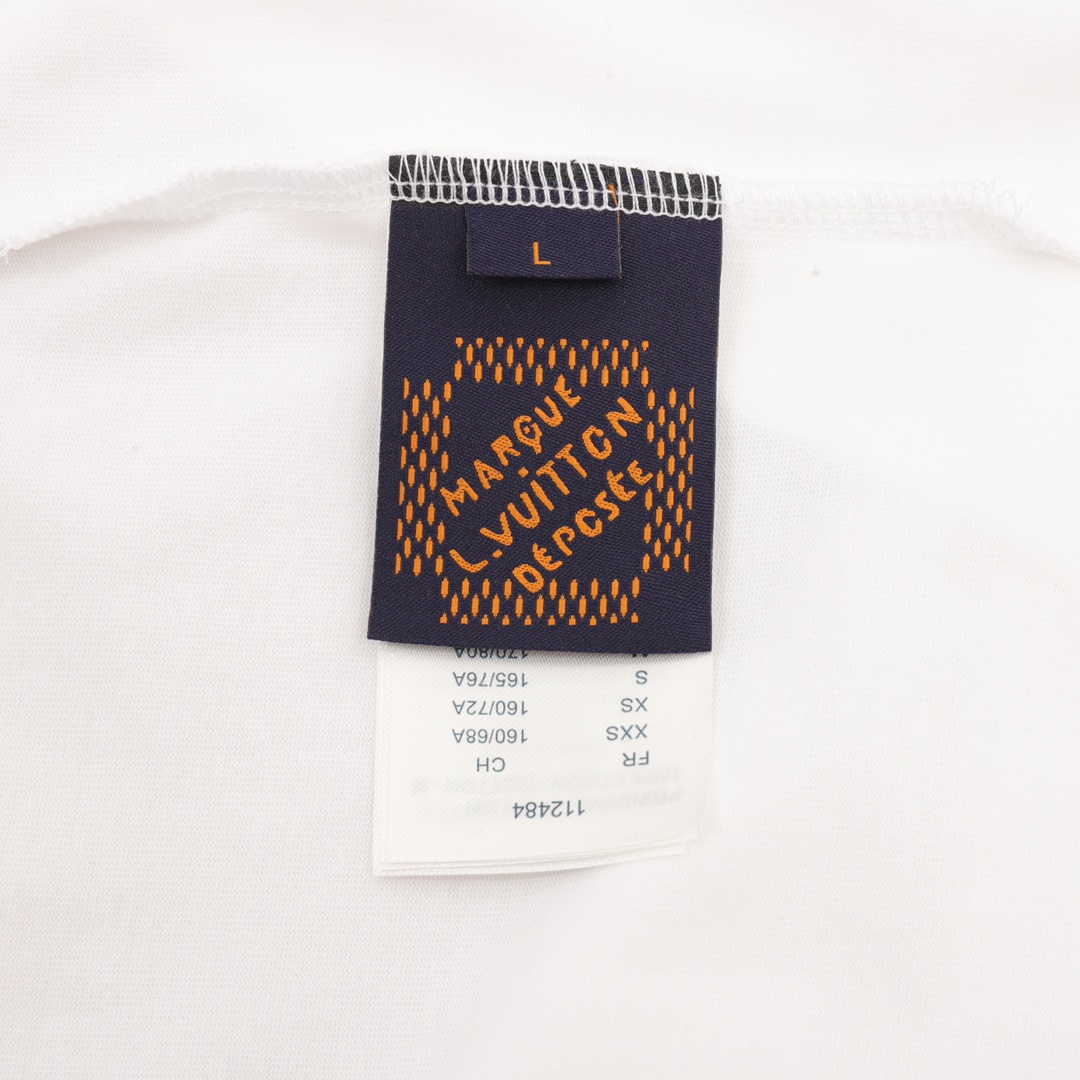 L
MARQUE
L.VUITTON
DÉPOSÉE
112484
FR CH
XXS 160/68A
XS 160/72A
S 165/76A
170/80A